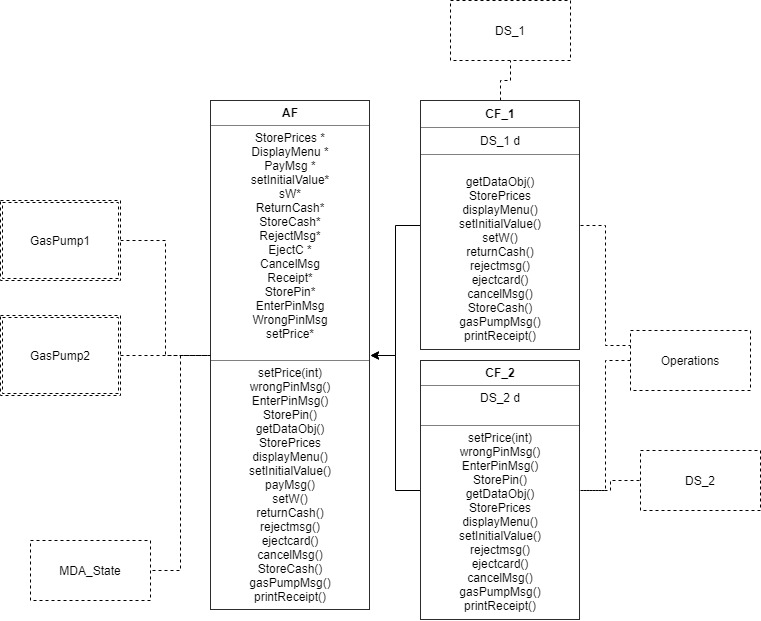 DS_1
AF
StorePrices *
DisplayMenu *
PayMsg *
setInitialValue*
sW*
ReturnCash*
StoreCash*
RejectMsg*
EjectC *
CancelMsg
Receipt*
StorePin*
EnterPinMsg
WrongPinMsg
setPrice*
setPrice(int)
wrongPinMsg()
EnterPinMsg()
StorePin()
getDataObj()
StorePrices
displayMenu()
setInitialValue()
payMsg()
setW()
returnCash()
rejectmsg()
ejectcard()
cancelMsg()
StoreCash()
gasPumpMsg()
printReceipt()
CF_1
DS_1 d
getDataObj()
StorePrices
displayMenu()
setInitialValue()
setW()
returnCash()
rejectmsg()
ejectcard()
cancelMsg()
StoreCash()
gasPumpMsg()
printReceipt()
GasPump1
GasPump2
CF_2
DS_2 d
setPrice(int)
wrongPinMsg()
EnterPinMsg()
StorePin()
getDataObj()
StorePrices
displayMenu()
setInitialValue()
rejectmsg()
ejectcard()
cancelMsg()
gasPumpMsg()
printReceipt()
Operations
DS_2
MDA_State